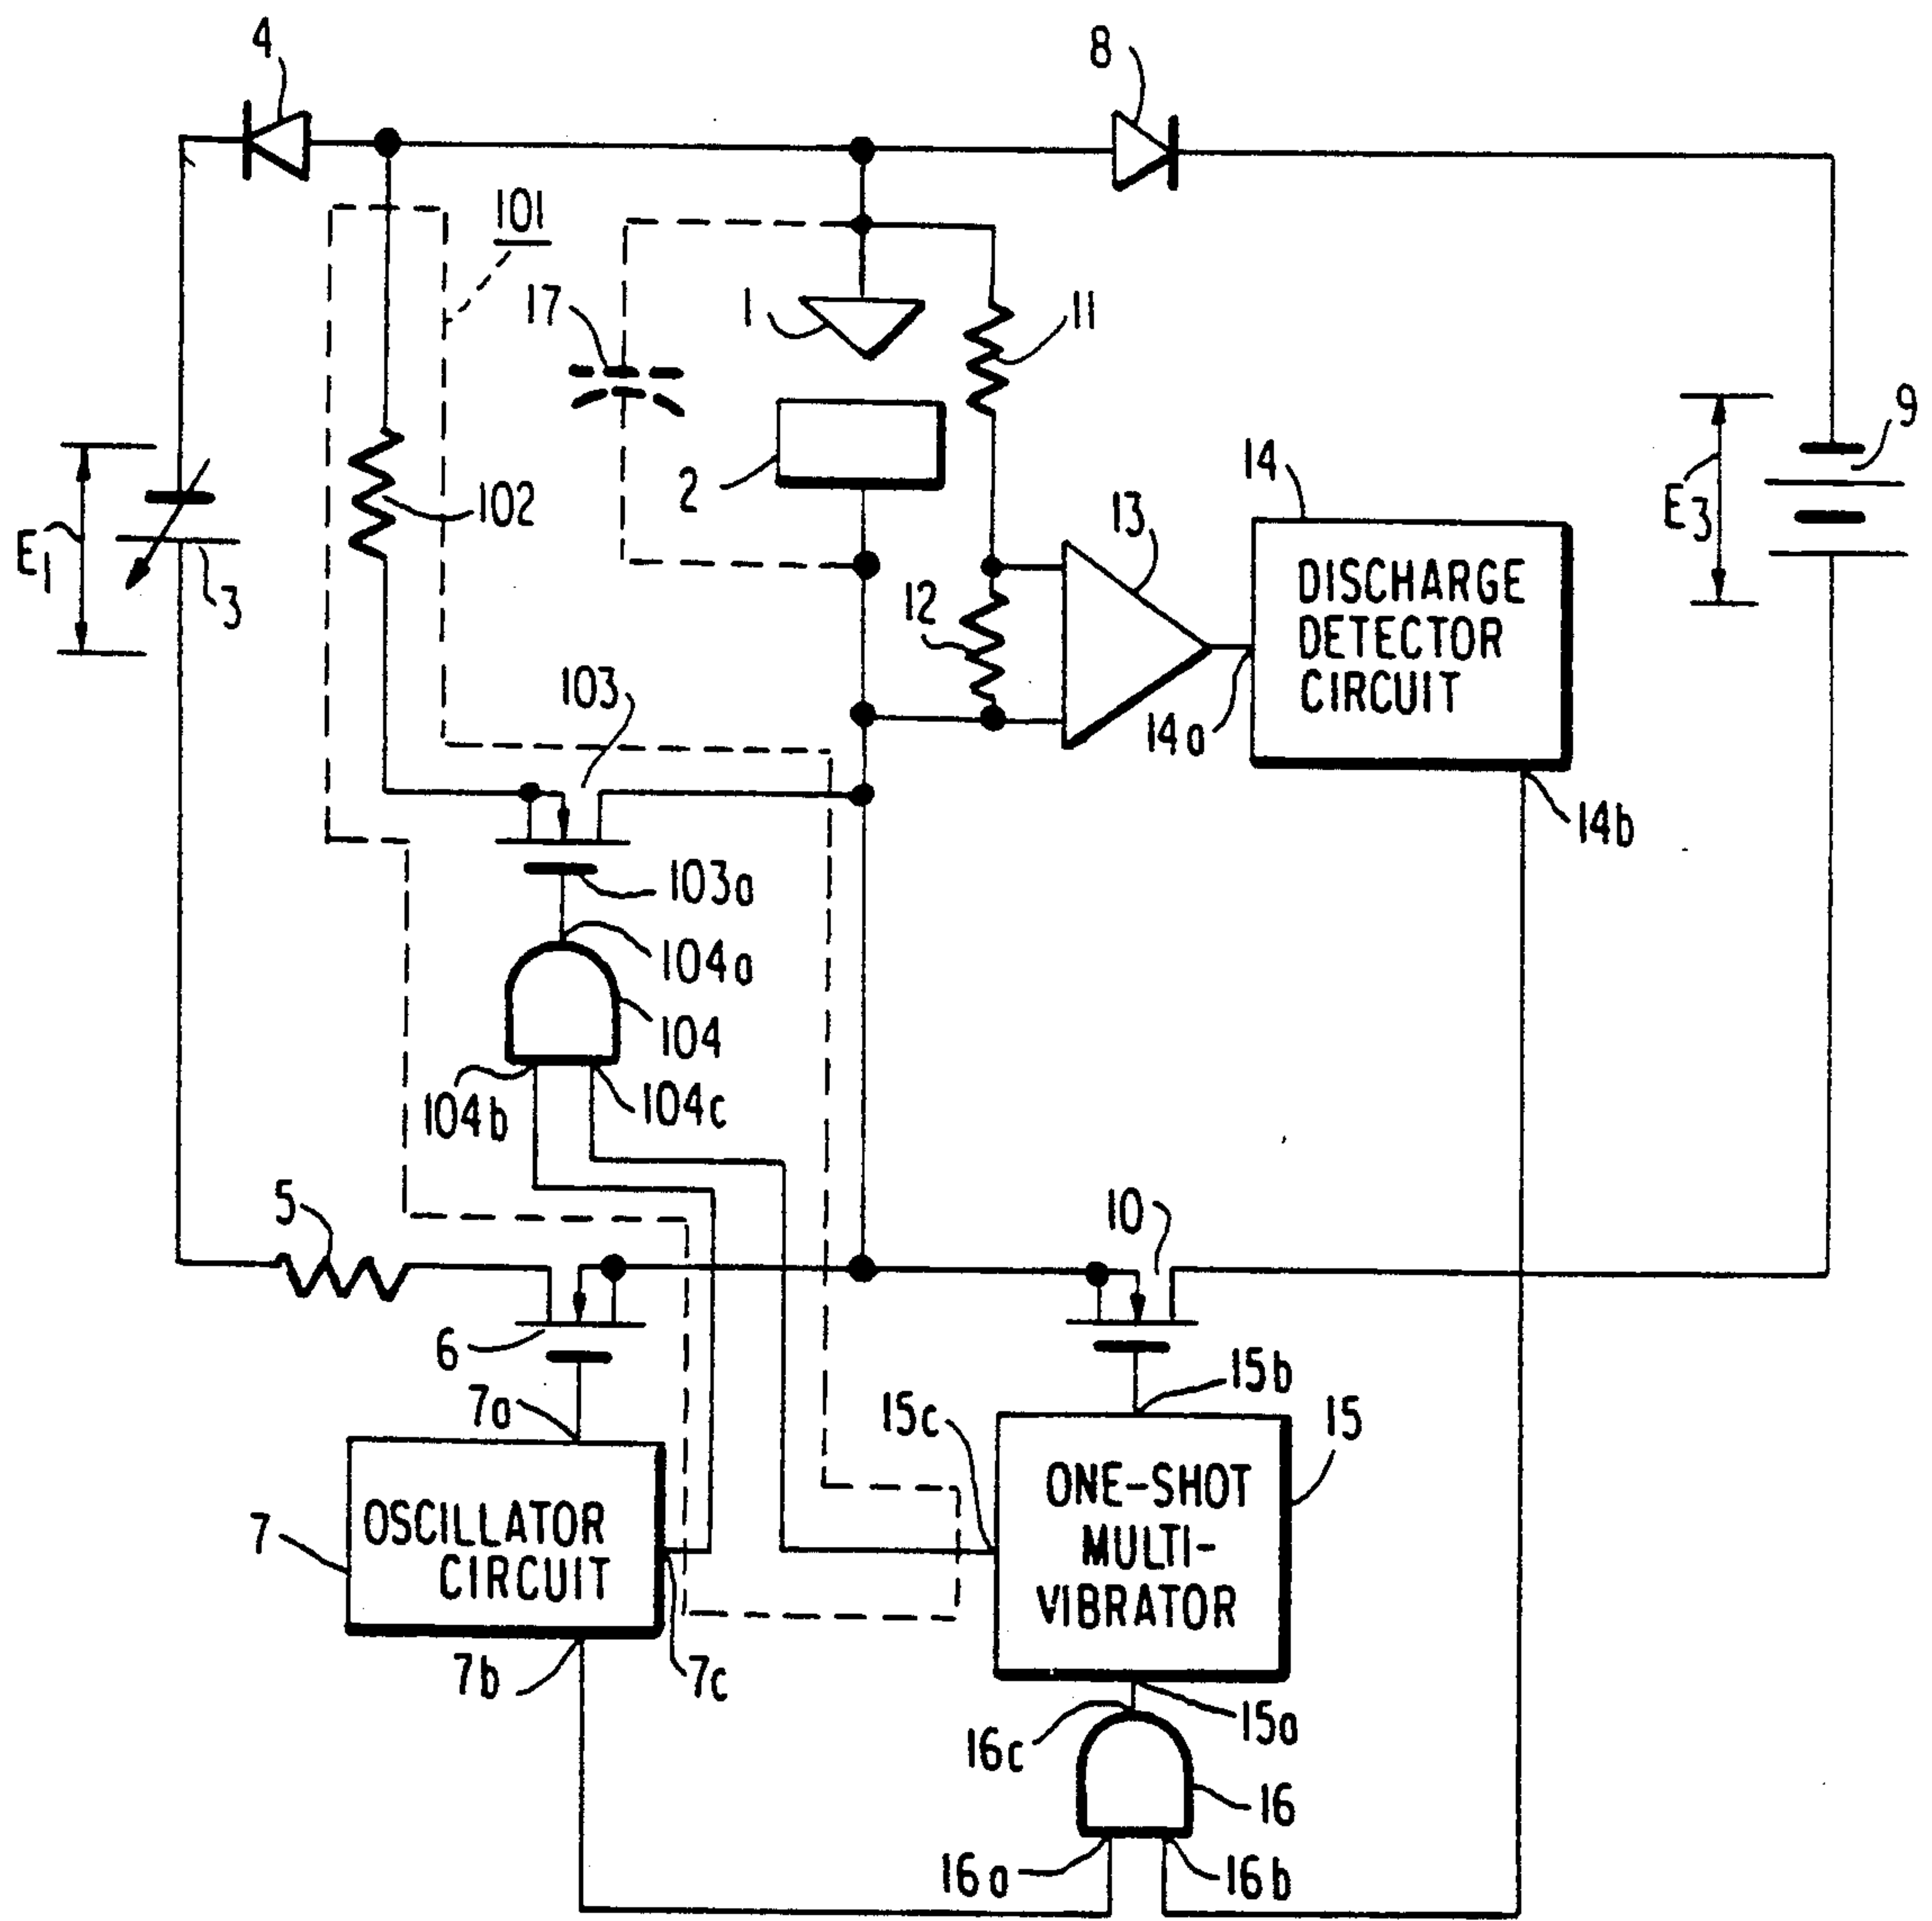 4
8
101
17
1
11
9
E3
14
2
102
13
E1
3
DISCHARGE
DETECTOR
CIRCUIT
12
103
14a
14b
103a
104a
104
104b
104c
5
10
6
15b
7a
15c
15
ONE-SHOT
MULTI-
VIBRATOR
7
OSCILLATOR
CIRCUIT
7b
7c
15a
16c
16
16a
16b